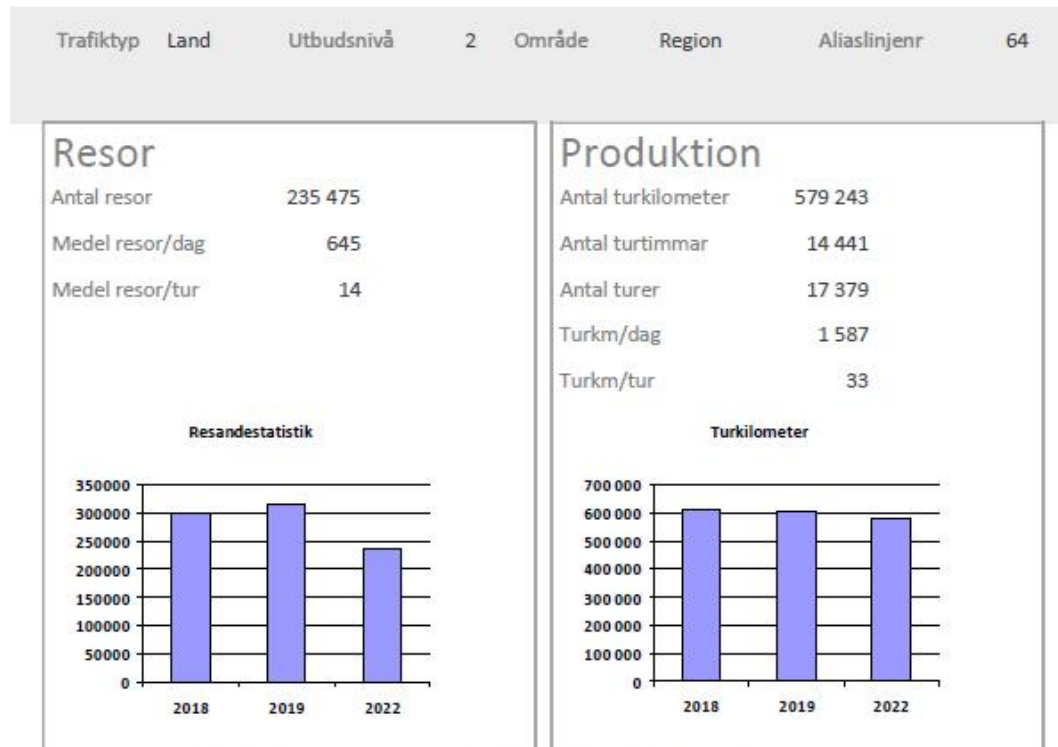 Trafiktyp Land Utbudsnivå 2 Område Region Aliaslinjenr 64
Resor
Antal resor 235 475
Medel resor/dag 645
Medel resor/tur 14
Resandestatistik
350000
300000
250000
200000
150000
100000
50000
0
2018 2019 2022
Produktion
Antal turkilometer 579 243
Antal turtimmar 14 441
Antal turer 17 379
Turkm/dag 1 587
Turkm/tur 33
Turkilometer
700 000
600 000
500 000
400 000
300 000
200 000
100 000
0
2018 2019 2022